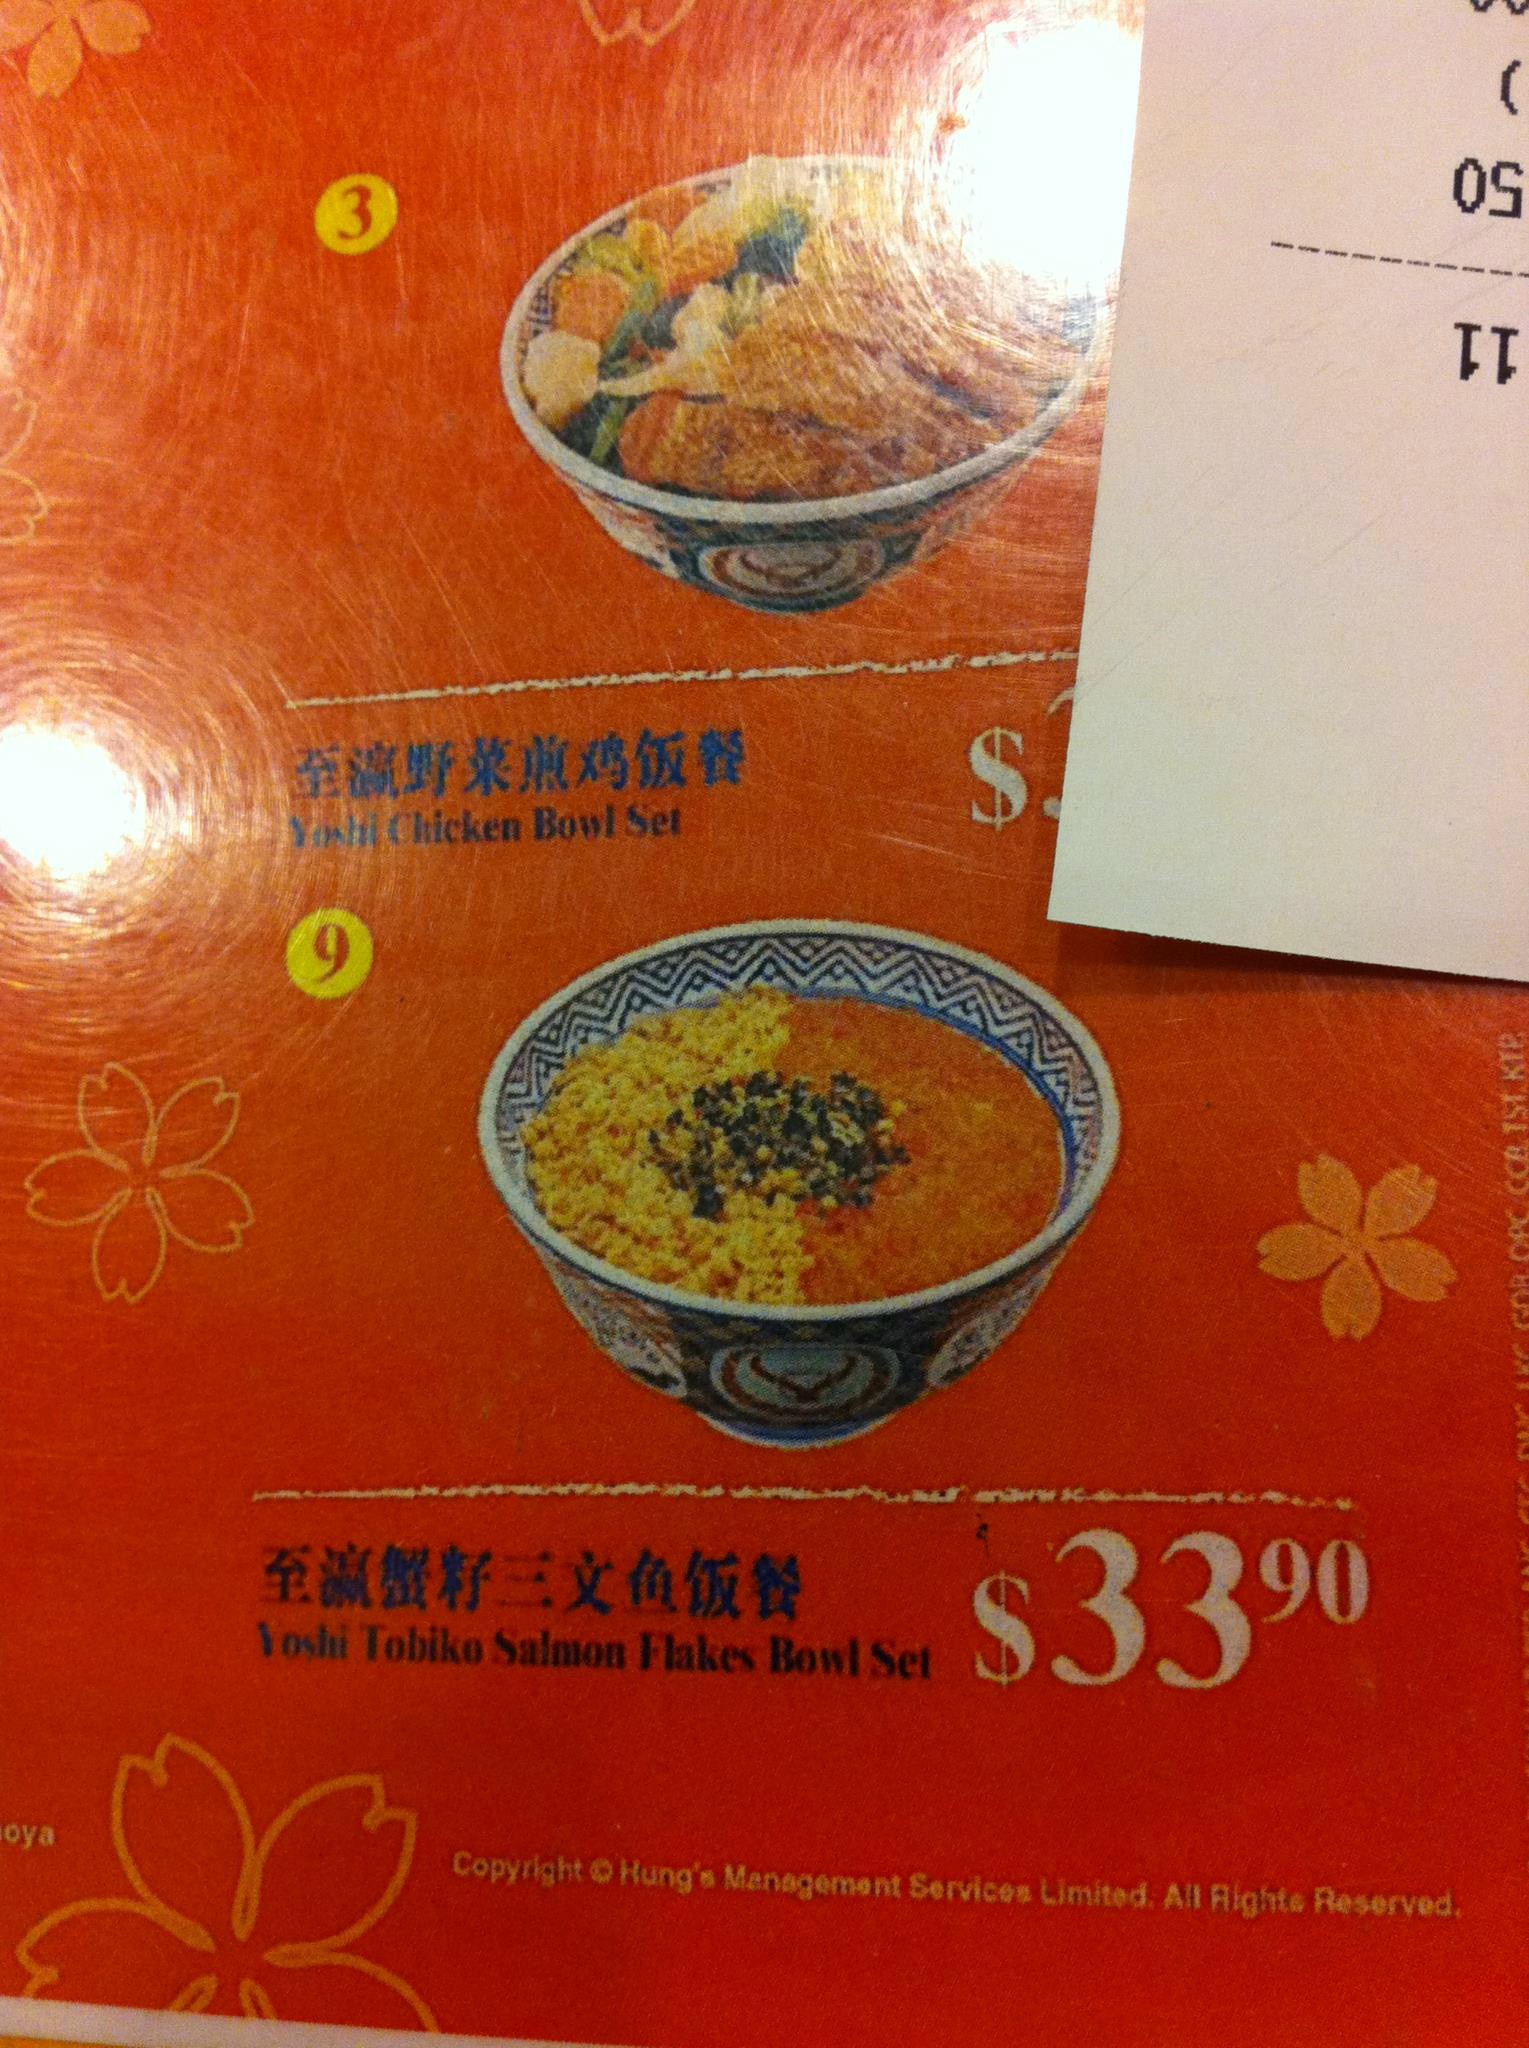 3
至瀛野菜煎鸡饭餐
Yoshi Chicken Bowl Set
$
9
至瀛蟹籽三文鱼饭餐
Yoshi Tobiko Salmon Flakes Bowl Set
$33.90
Copyright © Hung's Management Services Limited. All Rights Reserved.
50
11